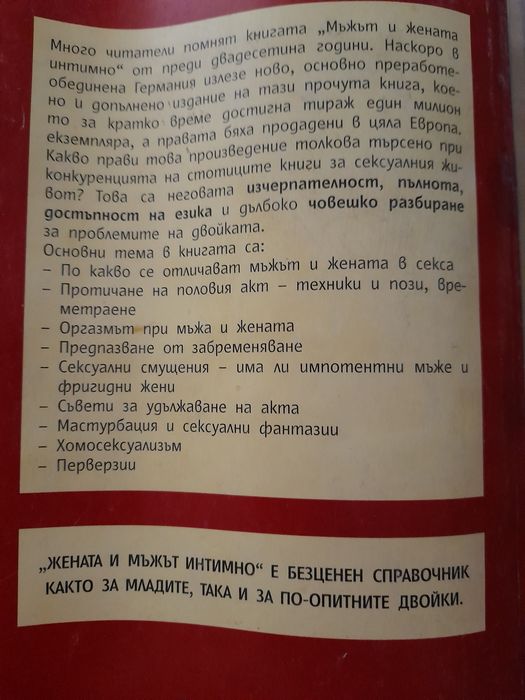 Много читатели помнят книгата „Мъжът и жената
интимно“ от преди двадесетина години. Наскоро в
обединена Германия излезе ново, основно преработе-
но и допълнено издание на тази прочута книга, кое-
то за кратко време достигна тираж един милион
екземпляра, а правата бяха продадени в цяла Европа.
Какво прави това произведение толкова търсено при
конкуренцията на стотиците книги за сексуалния жи-
вот? Това са неговата изчерпателност, пълнота,
достъпност на езика и дълбоко човешко разбиране
за проблемите на двойката.
Основни тема в книгата са:
– По какво се отличават мъжът и жената в секса
– Протичане на половия акт – техники и пози, вре-
метраене
– Оргазмът при мъжа и жената
– Предпазване от забременяване
– Сексуални смущения – има ли импотентни мъже и
фригидни жени
– Съвети за удължаване на акта
– Мастурбация и сексуални фантазии
– Хомосексуализъм
– Перверзии
„ЖЕНАТА И МЪЖЪТ ИНТИМНО“ Е БЕЗЦЕНЕН СПРАВОЧНИК
КАКТО ЗА МЛАДИТЕ, ТАКА И ЗА ПО-ОПИТНИТЕ ДВОЙКИ.